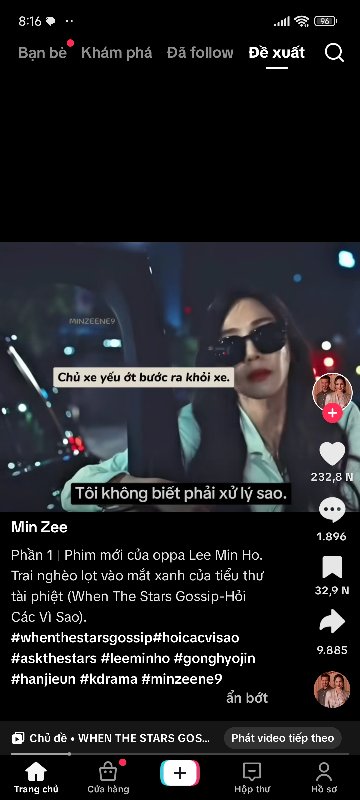 8:16
96
Bạn bè Khám phá Đã follow Đề xuất
MINZEENE9
Chủ xe yếu ớt bước ra khỏi xe.
Tôi không biết phải xử lý sao.
232,8 N
1.896
32,9 N
9.885
Min Zee
Phần 1 | Phim mới của oppa Lee Min Ho.
Trai nghèo lọt vào mắt xanh của tiểu thư
tài phiệt (When The Stars Gossip-Hỏi
Các Vì Sao).
#whenthestarsgossip#hoicacvisao
#askthestars #leeminho #gonghyojin
#hanjieun #kdrama #minzeene9
ẩn bớt
Chủ đề • WHEN THE STARS GOS...
Phát video tiếp theo
Trang chủ Cửa hàng Hộp thư Hồ sơ